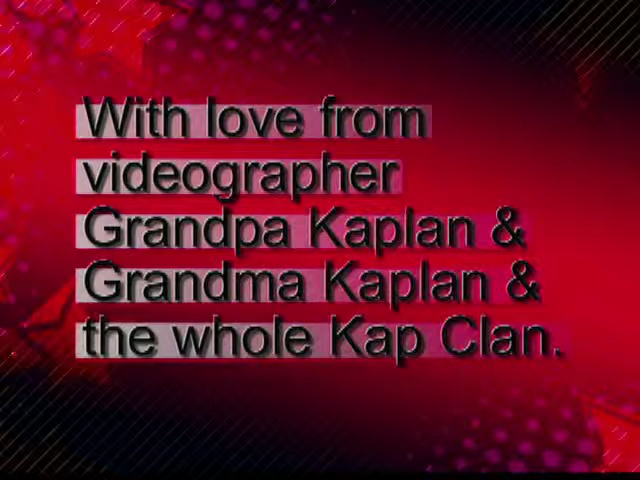 With love from
videographer
Grandpa Kaplan &
Grandma Kaplan &
the whole Kap Clan.